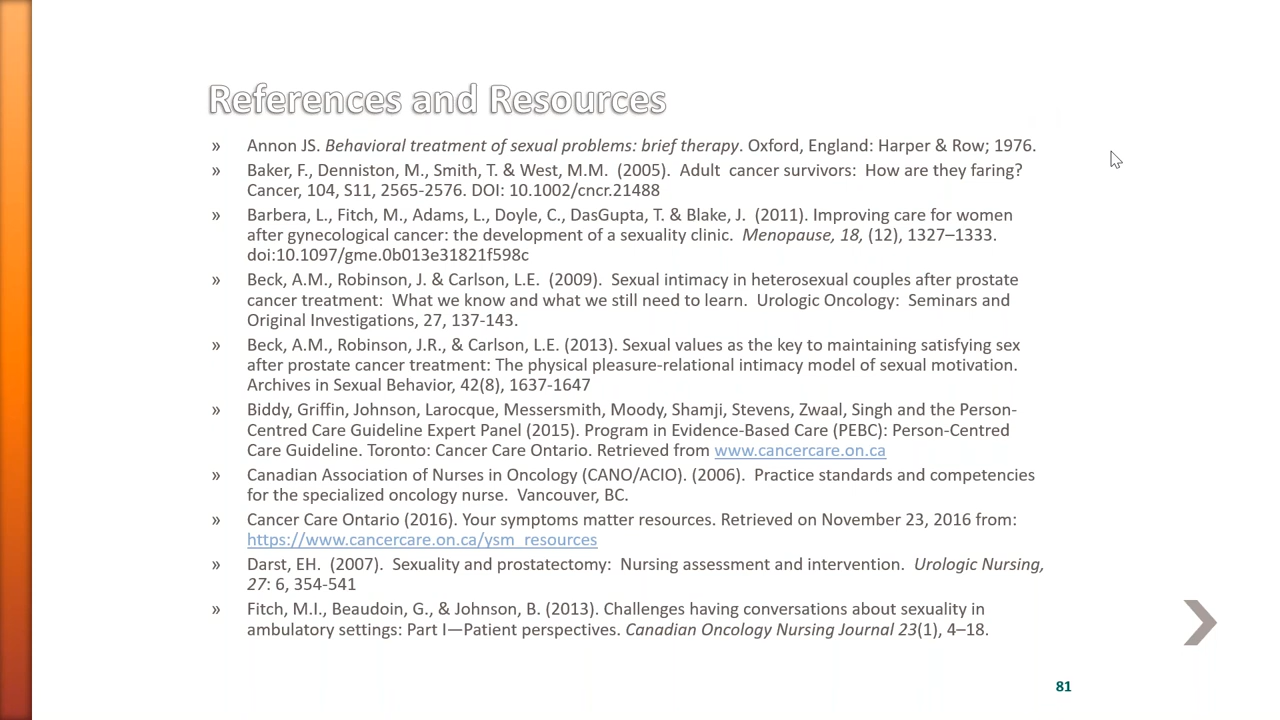 References and Resources
» Annon JS. Behavioral treatment of sexual problems: brief therapy. Oxford, England: Harper & Row; 1976.
» Baker, F., Denniston, M., Smith, T. & West, M.M. (2005). Adult cancer survivors: How are they faring?
Cancer, 104, S11, 2565-2576. DOI: 10.1002/cncr.21488
» Barbera, L., Fitch, M., Adams, L., Doyle, C., DasGupta, T. & Blake, J. (2011). Improving care for women
after gynecological cancer: the development of a sexuality clinic. Menopause, 18, (12), 1327–1333.
doi:10.1097/gme.0b013e31821f598c
» Beck, A.M., Robinson, J. & Carlson, L.E. (2009). Sexual intimacy in heterosexual couples after prostate
cancer treatment: What we know and what we still need to learn. Urologic Oncology: Seminars and
Original Investigations, 27, 137-143.
» Beck, A.M., Robinson, J.R., & Carlson, L.E. (2013). Sexual values as the key to maintaining satisfying sex
after prostate cancer treatment: The physical pleasure-relational intimacy model of sexual motivation.
Archives in Sexual Behavior, 42(8), 1637-1647
» Biddy, Griffin, Johnson, Larocque, Messersmith, Moody, Shamji, Stevens, Zwaal, Singh and the Person-
Centred Care Guideline Expert Panel (2015). Program in Evidence-Based Care (PEBC): Person-Centred
Care Guideline. Toronto: Cancer Care Ontario. Retrieved from www.cancercare.on.ca
» Canadian Association of Nurses in Oncology (CANO/ACIO). (2006). Practice standards and competencies
for the specialized oncology nurse. Vancouver, BC.
» Cancer Care Ontario (2016). Your symptoms matter resources. Retrieved on November 23, 2016 from:
https://www.cancercare.on.ca/ysm_resources
» Darst, EH. (2007). Sexuality and prostatectomy: Nursing assessment and intervention. Urologic Nursing,
27: 6, 354-541
» Fitch, M.I., Beaudoin, G., & Johnson, B. (2013). Challenges having conversations about sexuality in
ambulatory settings: Part I—Patient perspectives. Canadian Oncology Nursing Journal 23(1), 4–18.
81